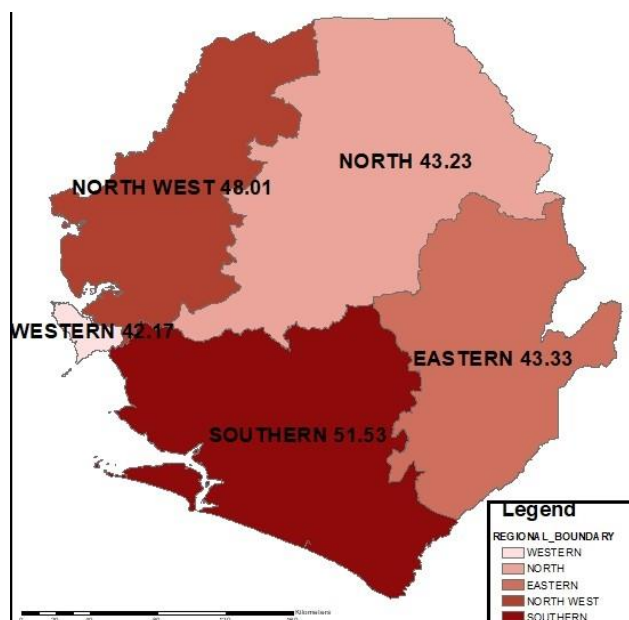 NORTH 43.23
NORTH WEST 48.01
WESTERN 42.17
EASTERN 43.33
SOUTHERN 51.53
Legend
REGIONAL_BOUNDARY
WESTERN
NORTH
EASTERN
NORTH WEST
SOUTHERN
Kilometers